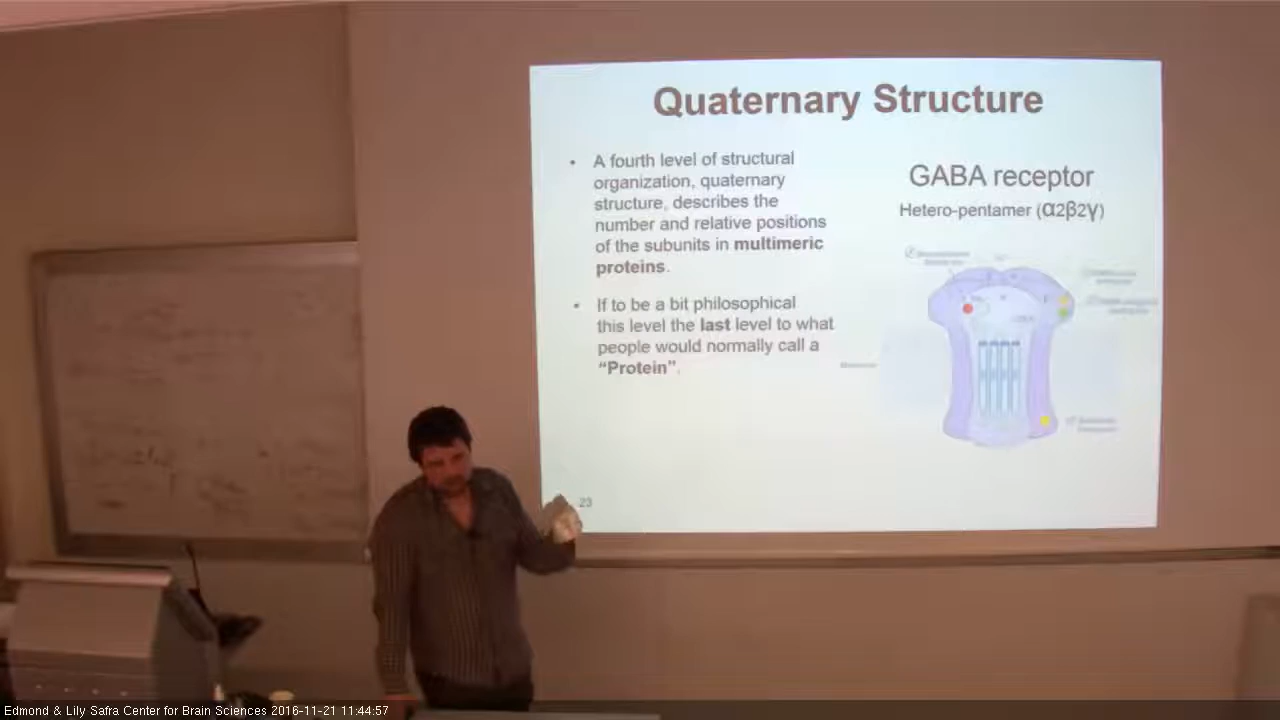 Quaternary Structure
• A fourth level of structural
organization, quaternary
structure, describes the
number and relative positions
of the subunits in multimeric
proteins.
• If to be a bit philosophical
this level the last level to what
people would normally call a
“Protein”.
GABA receptor
Hetero-pentamer (α2β2γ)
23
Edmond & Lily Safra Center for Brain Sciences 2016-11-21 11:44:57